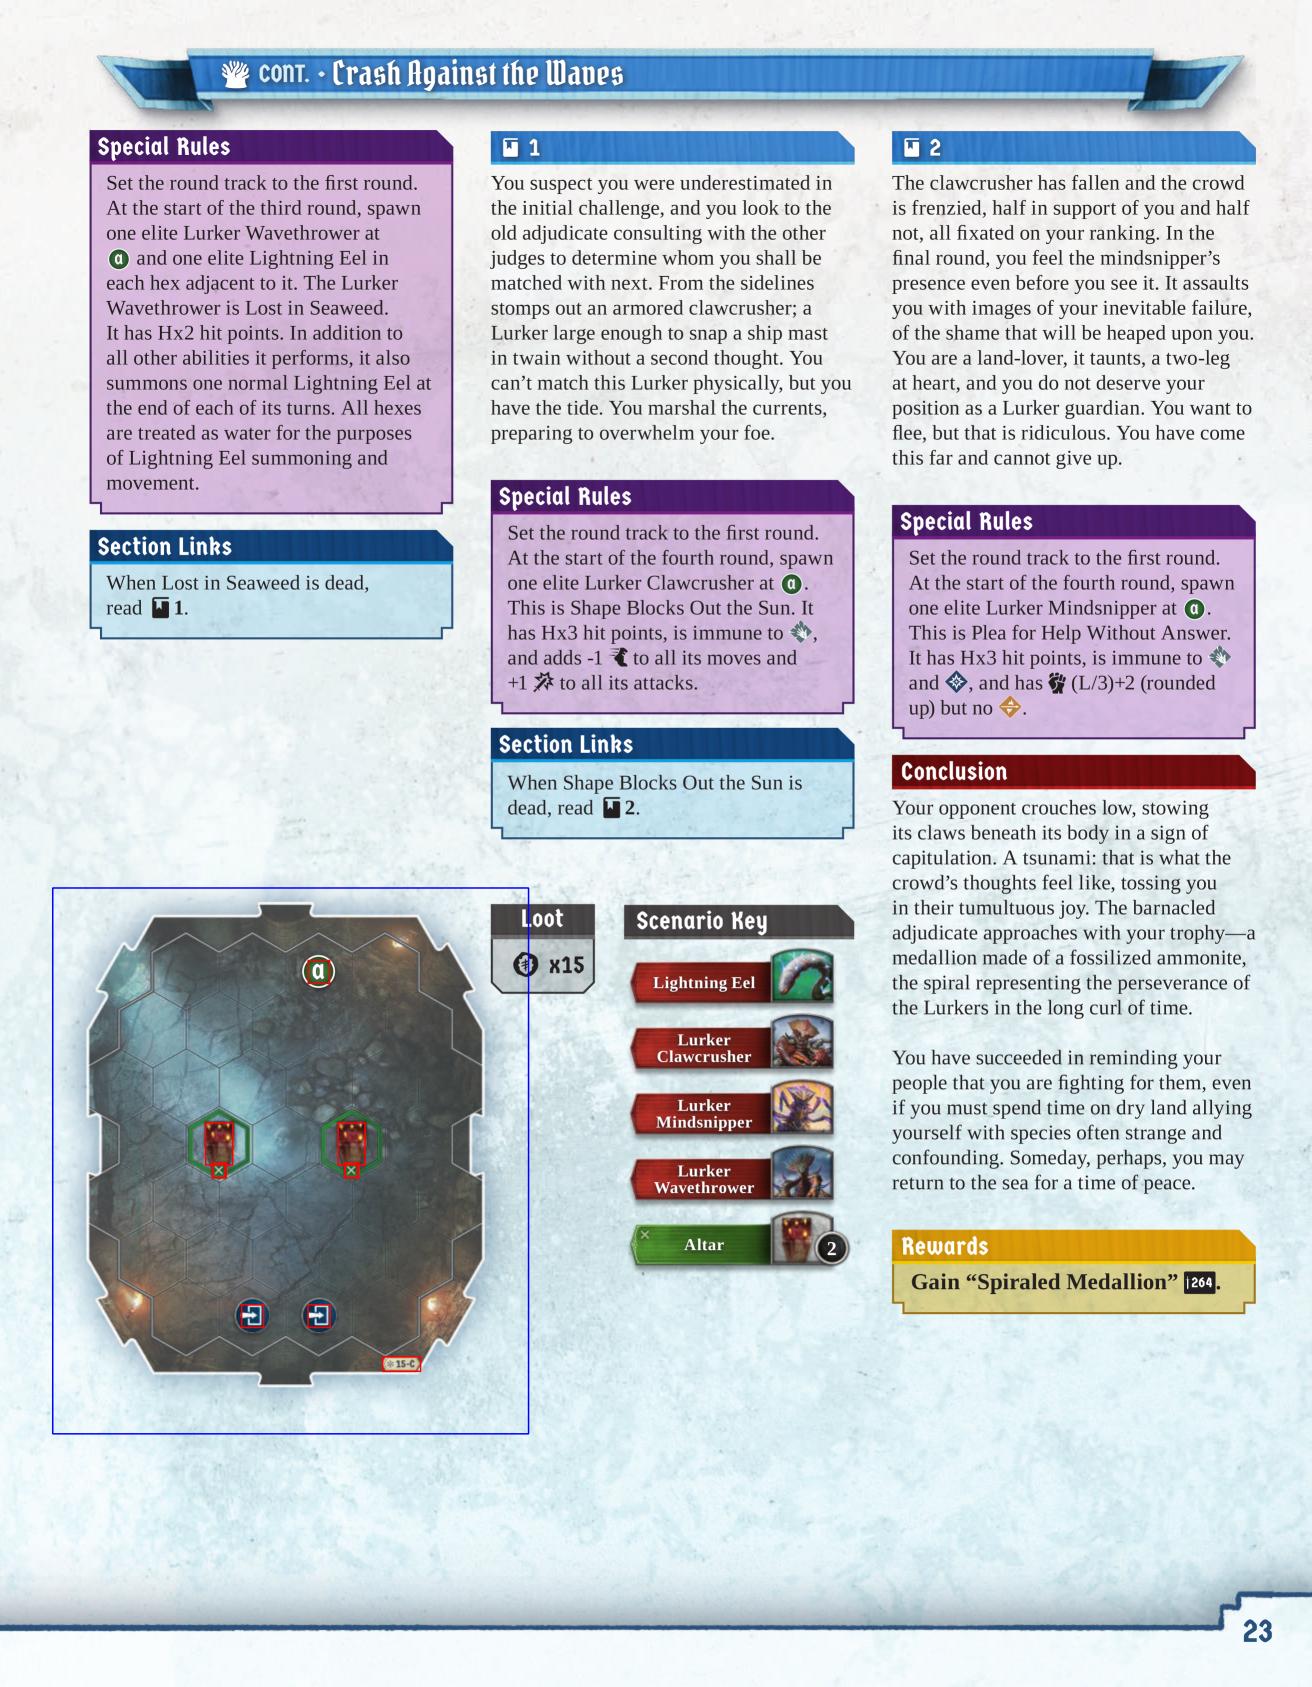 CONT. · Crash Against the Waves
Special Rules
Set the round track to the first round.
At the start of the third round, spawn
one elite Lurker Wavethrower at
a and one elite Lightning Eel in
each hex adjacent to it. The Lurker
Wavethrower is Lost in Seaweed.
It has Hx2 hit points. In addition to
all other abilities it performs, it also
summons one normal Lightning Eel at
the end of each of its turns. All hexes
are treated as water for the purposes
of Lightning Eel summoning and
movement.
Section Links
When Lost in Seaweed is dead,
read 1.
1
You suspect you were underestimated in
the initial challenge, and you look to the
old adjudicate consulting with the other
judges to determine whom you shall be
matched with next. From the sidelines
stomps out an armored clawcrusher; a
Lurker large enough to snap a ship mast
in twain without a second thought. You
can’t match this Lurker physically, but you
have the tide. You marshal the currents,
preparing to overwhelm your foe.
Special Rules
Set the round track to the first round.
At the start of the fourth round, spawn
one elite Lurker Clawcrusher at a.
This is Shape Blocks Out the Sun. It
has Hx3 hit points, is immune to ,
and adds -1 to all its moves and
+1 to all its attacks.
Section Links
When Shape Blocks Out the Sun is
dead, read 2.
2
The clawcrusher has fallen and the crowd
is frenzied, half in support of you and half
not, all fixated on your ranking. In the
final round, you feel the mindsnipper’s
presence even before you see it. It assaults
you with images of your inevitable failure,
of the shame that will be heaped upon you.
You are a land-lover, it taunts, a two-leg
at heart, and you do not deserve your
position as a Lurker guardian. You want to
flee, but that is ridiculous. You have come
this far and cannot give up.
Special Rules
Set the round track to the first round.
At the start of the fourth round, spawn
one elite Lurker Mindsnipper at a.
This is Plea for Help Without Answer.
It has Hx3 hit points, is immune to
and , and has (L/3)+2 (rounded
up) but no .
Conclusion
Your opponent crouches low, stowing
its claws beneath its body in a sign of
capitulation. A tsunami: that is what the
crowd’s thoughts feel like, tossing you
in their tumultuous joy. The barnacled
adjudicate approaches with your trophy—a
medallion made of a fossilized ammonite,
the spiral representing the perseverance of
the Lurkers in the long curl of time.
You have succeeded in reminding your
people that you are fighting for them, even
if you must spend time on dry land allying
yourself with species often strange and
confounding. Someday, perhaps, you may
return to the sea for a time of peace.
Rewards
Gain “Spiraled Medallion” 264.
a
15-C
Loot
x15
Scenario Key
Lightning Eel
Lurker
Clawcrusher
Lurker
Mindsnipper
Lurker
Wavethrower
Altar
2
23